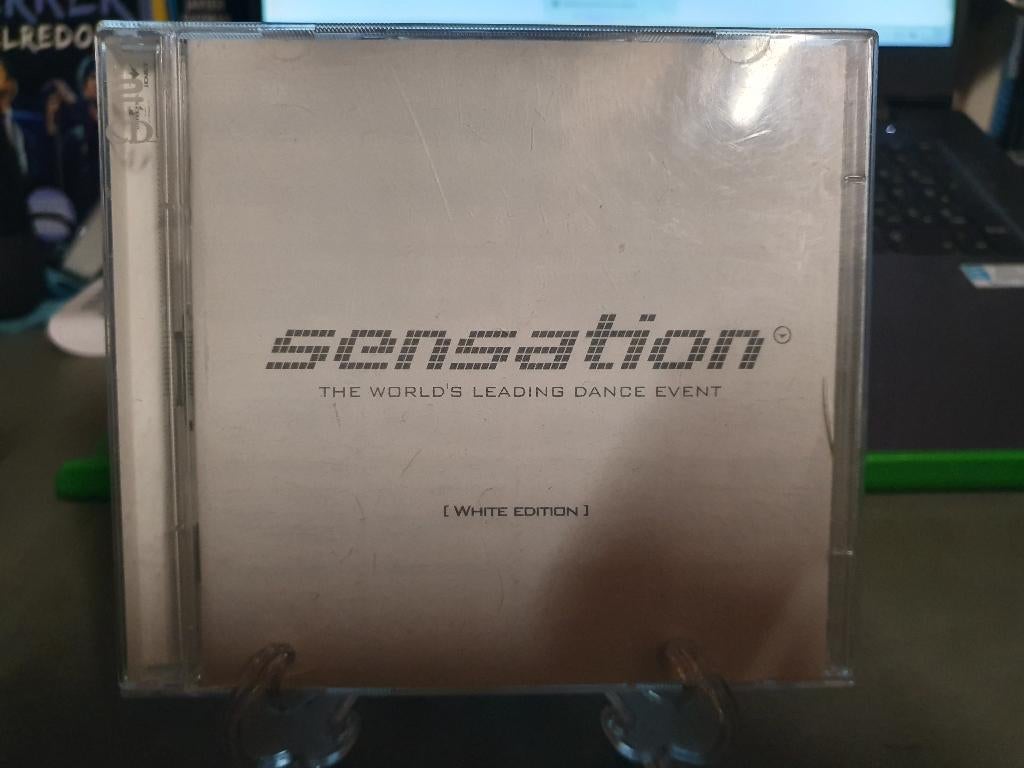 sensation
THE WORLD'S LEADING DANCE EVENT
[ WHITE EDITION ]